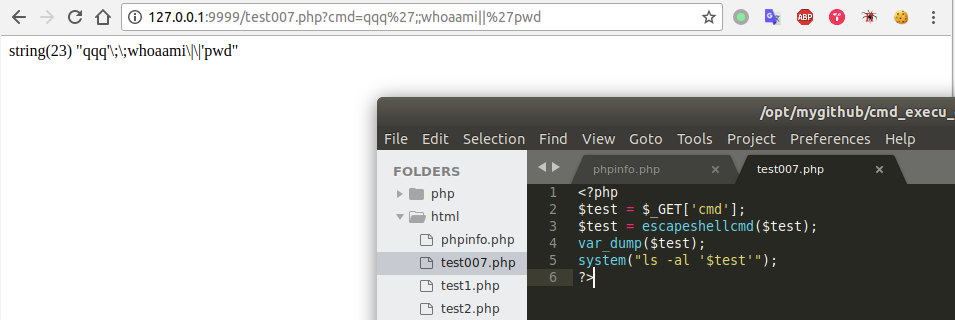 127.0.0.1:9999/test007.php?cmd=qqq%27;;whoaami||%27pwd
ABP
string(23) "qqq'\;\;whoaami\|\|'pwd"
/opt/mygithub/cmd_execu_
File Edit Selection Find View Goto Tools Project Preferences Help
FOLDERS
php
html
phpinfo.php
test007.php
test1.php
test2.php
phpinfo.php × test007.php ×
1 <?php
2 $test = $_GET['cmd'];
3 $test = escapeshellcmd($test);
4 var_dump($test);
5 system("ls -al '$test'");
6 ?>